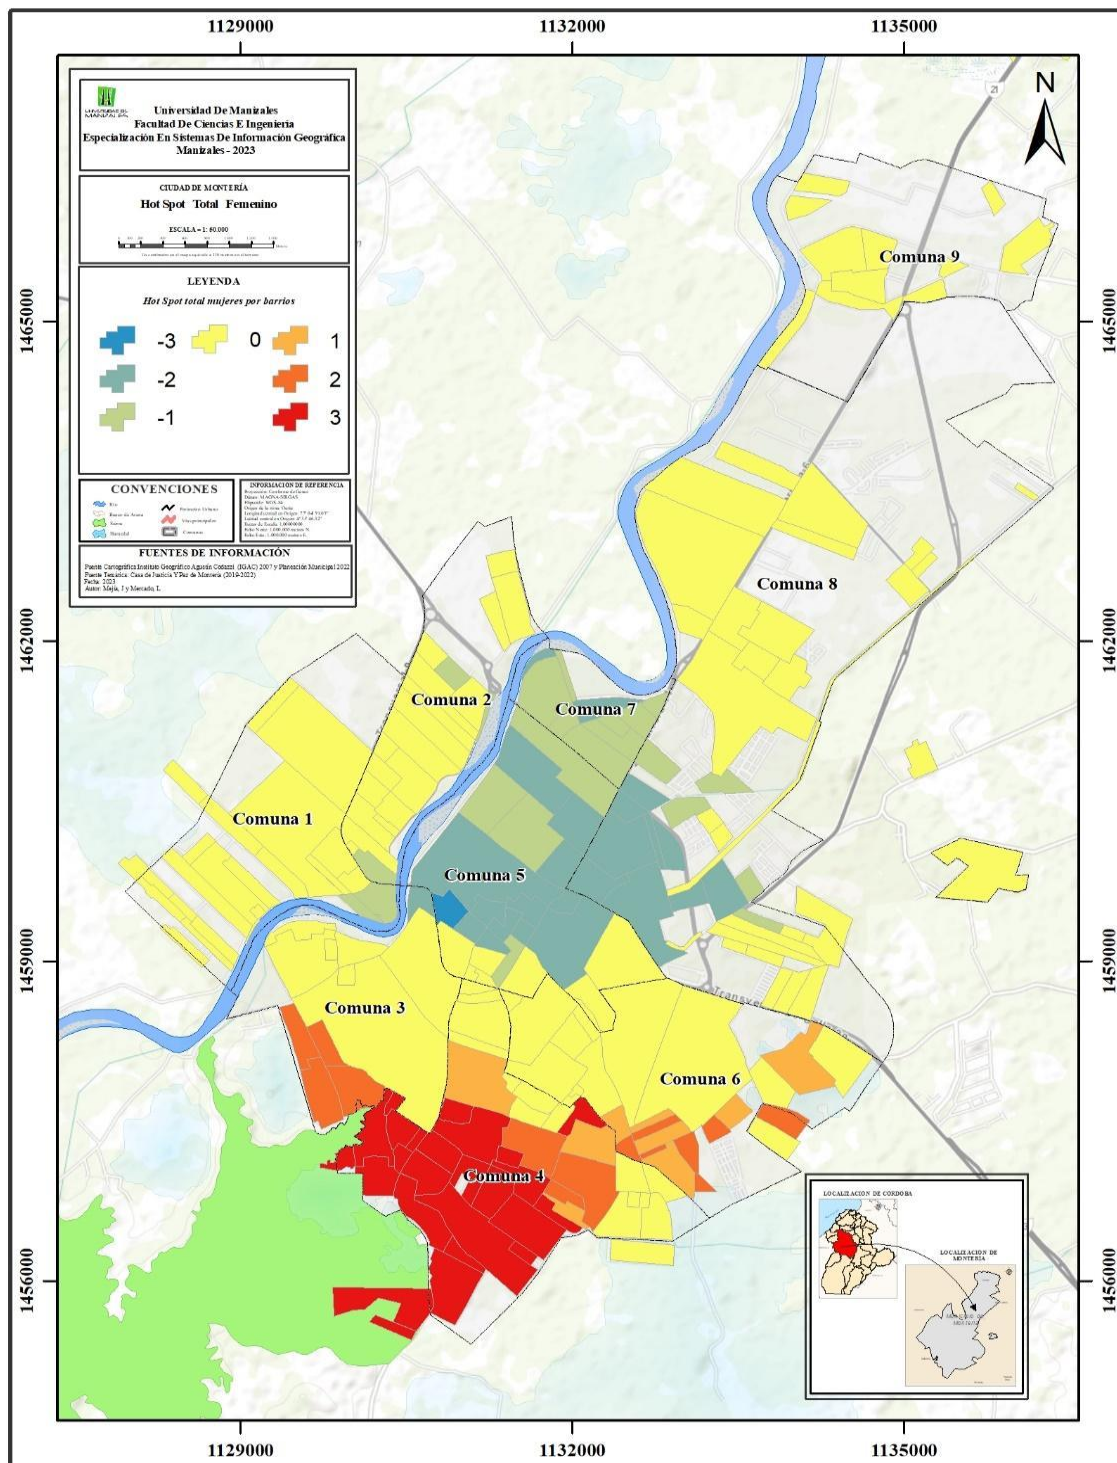 1129000
1132000
1135000
N
21
Universidad De Manizales
Facultad De Ciencias E Ingeniería
Especialización En Sistemas De Información Geográfica
Manizales - 2023
CIUDAD DE MONTERÍA
Hot Spot Total Femenino
ESCALA = 1: 60.000
LEYENDA
Hot Spot total mujeres por barrios
-3
0
1
-2
2
-1
3
CONVENCIONES
INFORMACION DE REFERENCIA
FUENTES DE INFORMACIÓN
Fuente Cartográfica Instituto Geográfico Agustín Codazzi (IGAC) 2007 y Planeación Municipal 2022
Fuente Temática: Casa de Justicia Y Paz de Montería (2019-2022)
Fecha: 2023
Autor: Mejía, J y Mercado, L
1465000
1465000
1462000
1462000
1459000
1459000
1456000
1456000
Comuna 9
Comuna 8
Comuna 2
Comuna 7
Comuna 1
Comuna 5
Comuna 3
Transve
Comuna 6
Comuna 4
LOCALIZACION DE CORDOBA
LOCALIZACION DE
MONTERIA
1129000
1132000
1135000